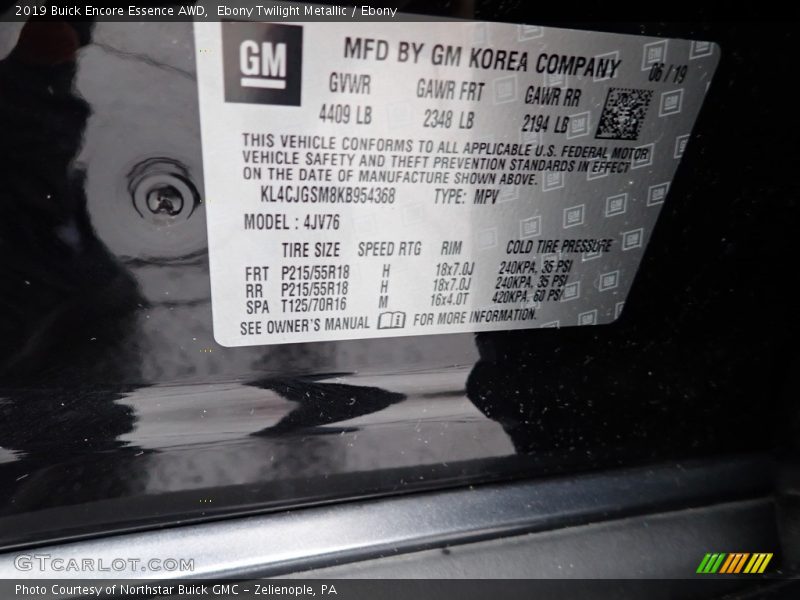 2019 Buick Encore Essence AWD,  Ebony Twilight Metallic / Ebony
GM
MFD BY GM KOREA COMPANY
06/19
GVWR GAWR FRT GAWR RR
4409 LB 2348 LB 2194 LB
THIS VEHICLE CONFORMS TO ALL APPLICABLE U.S. FEDERAL MOTOR
VEHICLE SAFETY AND THEFT PREVENTION STANDARDS IN EFFECT
ON THE DATE OF MANUFACTURE SHOWN ABOVE.
KL4CJGSM8KB954368 TYPE: MPV
MODEL : 4JV76
TIRE SIZE SPEED RTG RIM COLD TIRE PRESSURE
FRT P215/55R18 H 18x7.0J 240KPA, 35 PSI
RR P215/55R18 H 18x7.0J 240KPA, 35 PSI
SPA T125/70R16 M 16x4.0T 420KPA, 60 PSI
SEE OWNER'S MANUAL FOR MORE INFORMATION.
GTCARLOT.COM
Photo Courtesy of Northstar Buick GMC - Zelienople, PA